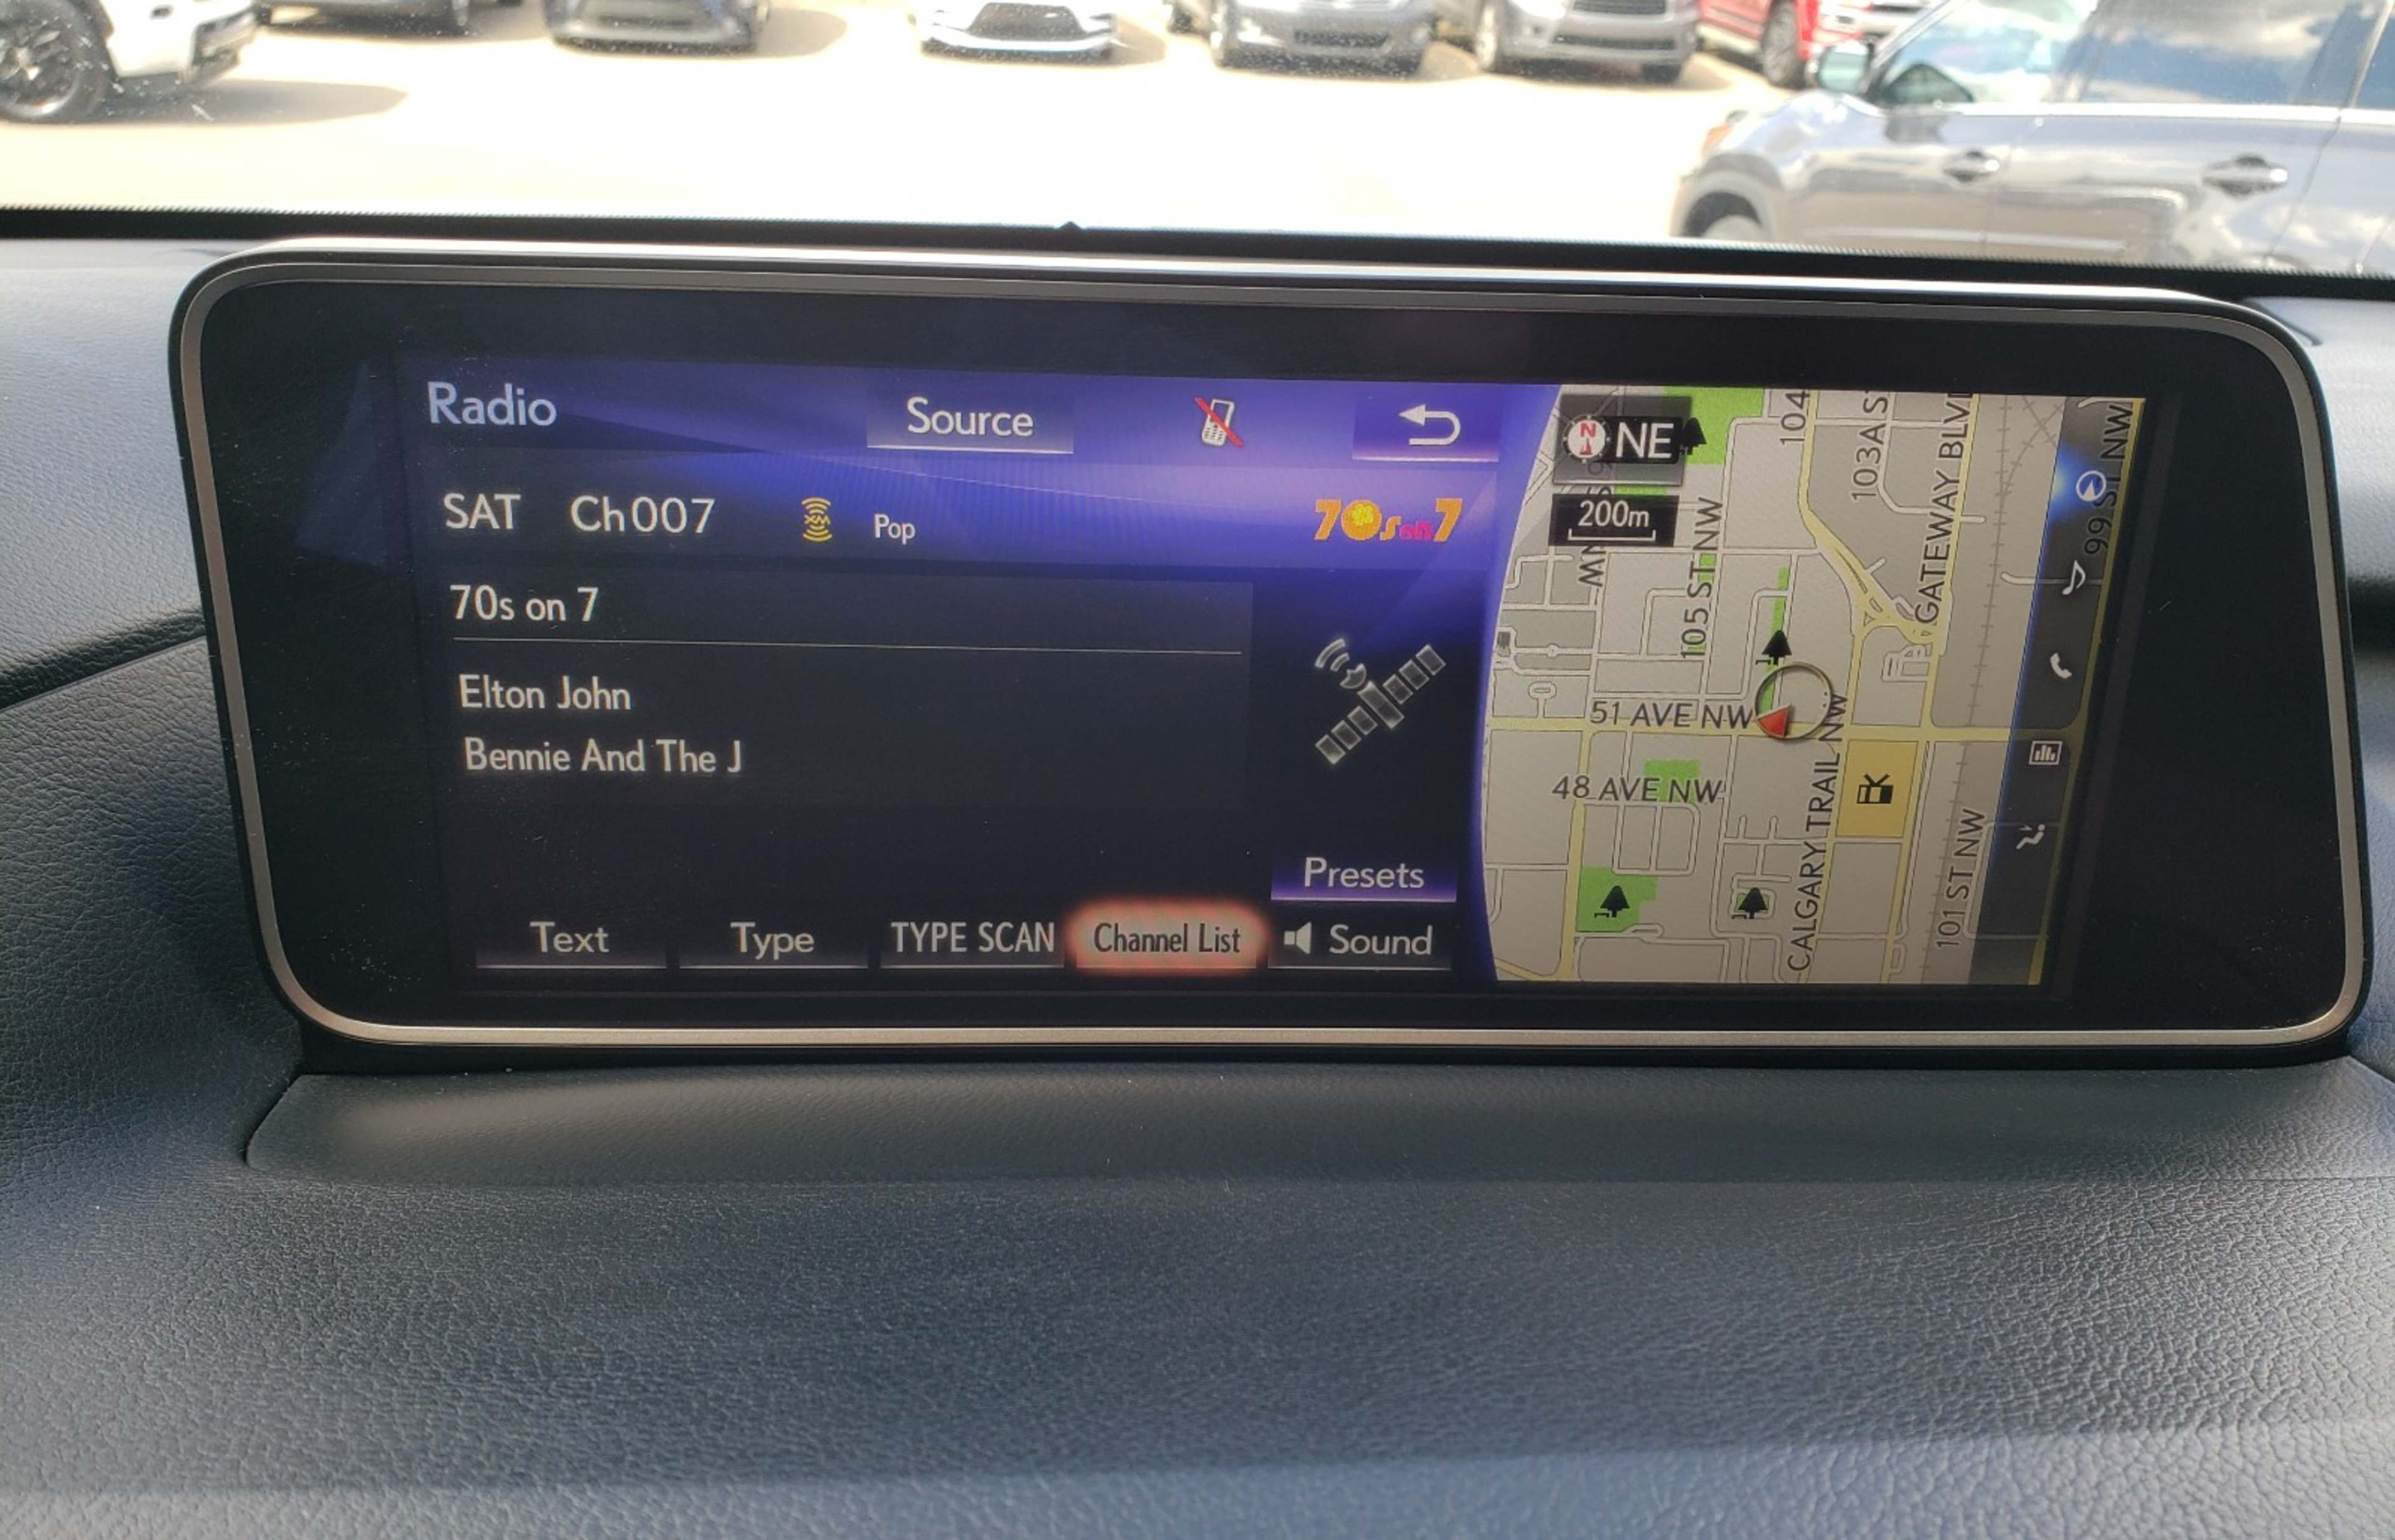 Radio
Source
SAT Ch007
Pop
70s on 7
70s on 7
Elton John
Bennie And The J
Presets
Text
Type
TYPE SCAN
Channel List
Sound
NE
200m
104
103A S
GATEWAY BLV
99 ST NW
105 ST NW
51 AVE NW
48 AVE NW
CALGARY TRAIL NW
101 ST NW